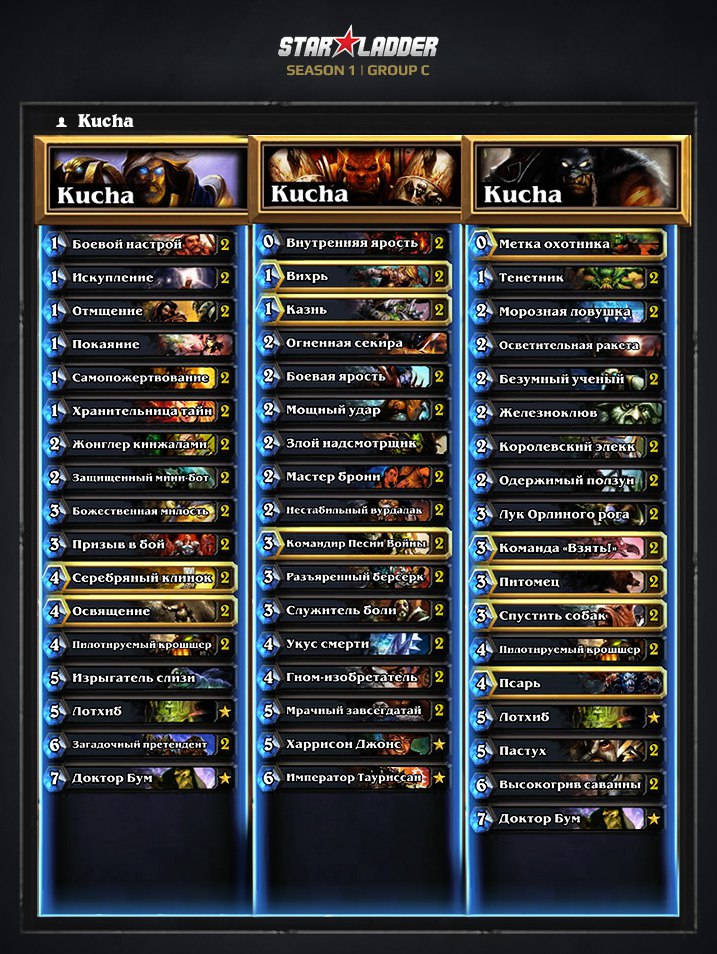 STAR LADDER
SEASON 1 | GROUP C
Kucha
Kucha
1 Боевой настрой 2
1 Искупление 2
1 Отмщение 2
1 Покаяние
1 Самопожертвование 2
1 Хранительница тайн 2
2 Жонглер кинжалами 2
2 Защищенный мини-бот 2
3 Божественная милость 2
3 Призыв в бой 2
4 Серебряный клинок 2
4 Освящение 2
4 Пилотируемый крошшер 2
5 Изрыгатель слизи
5 Лотхиб ★
6 Загадочный претендент 2
7 Доктор Бум ★
Kucha
0 Внутренняя ярость 2
1 Вихрь 2
1 Казнь 2
2 Огненная секира
2 Боевая ярость 2
2 Мощный удар 2
2 Злой надсмотрщик
2 Мастер брони 2
2 Нестабильный вурдалак 2
3 Командир Песни Войны 2
3 Разъяренный берсерк 2
3 Служитель боли 2
4 Укус смерти 2
4 Гном-изобретатель 2
5 Мрачный завсегдатай 2
5 Харрисон Джонс ★
6 Император Тауриссан ★
Kucha
0 Метка охотника
1 Тенетник 2
2 Морозная ловушка 2
2 Осветительная ракета
2 Безумный ученый 2
2 Железноклюв
2 Королевский элекк 2
2 Одержимый ползун 2
3 Лук Орлиного рога 2
3 Команда «Взять!» 2
3 Питомец 2
3 Спустить собак 2
4 Пилотируемый крошшер 2
4 Псарь
5 Лотхиб ★
5 Пастух 2
6 Высокогрив саванны 2
7 Доктор Бум ★